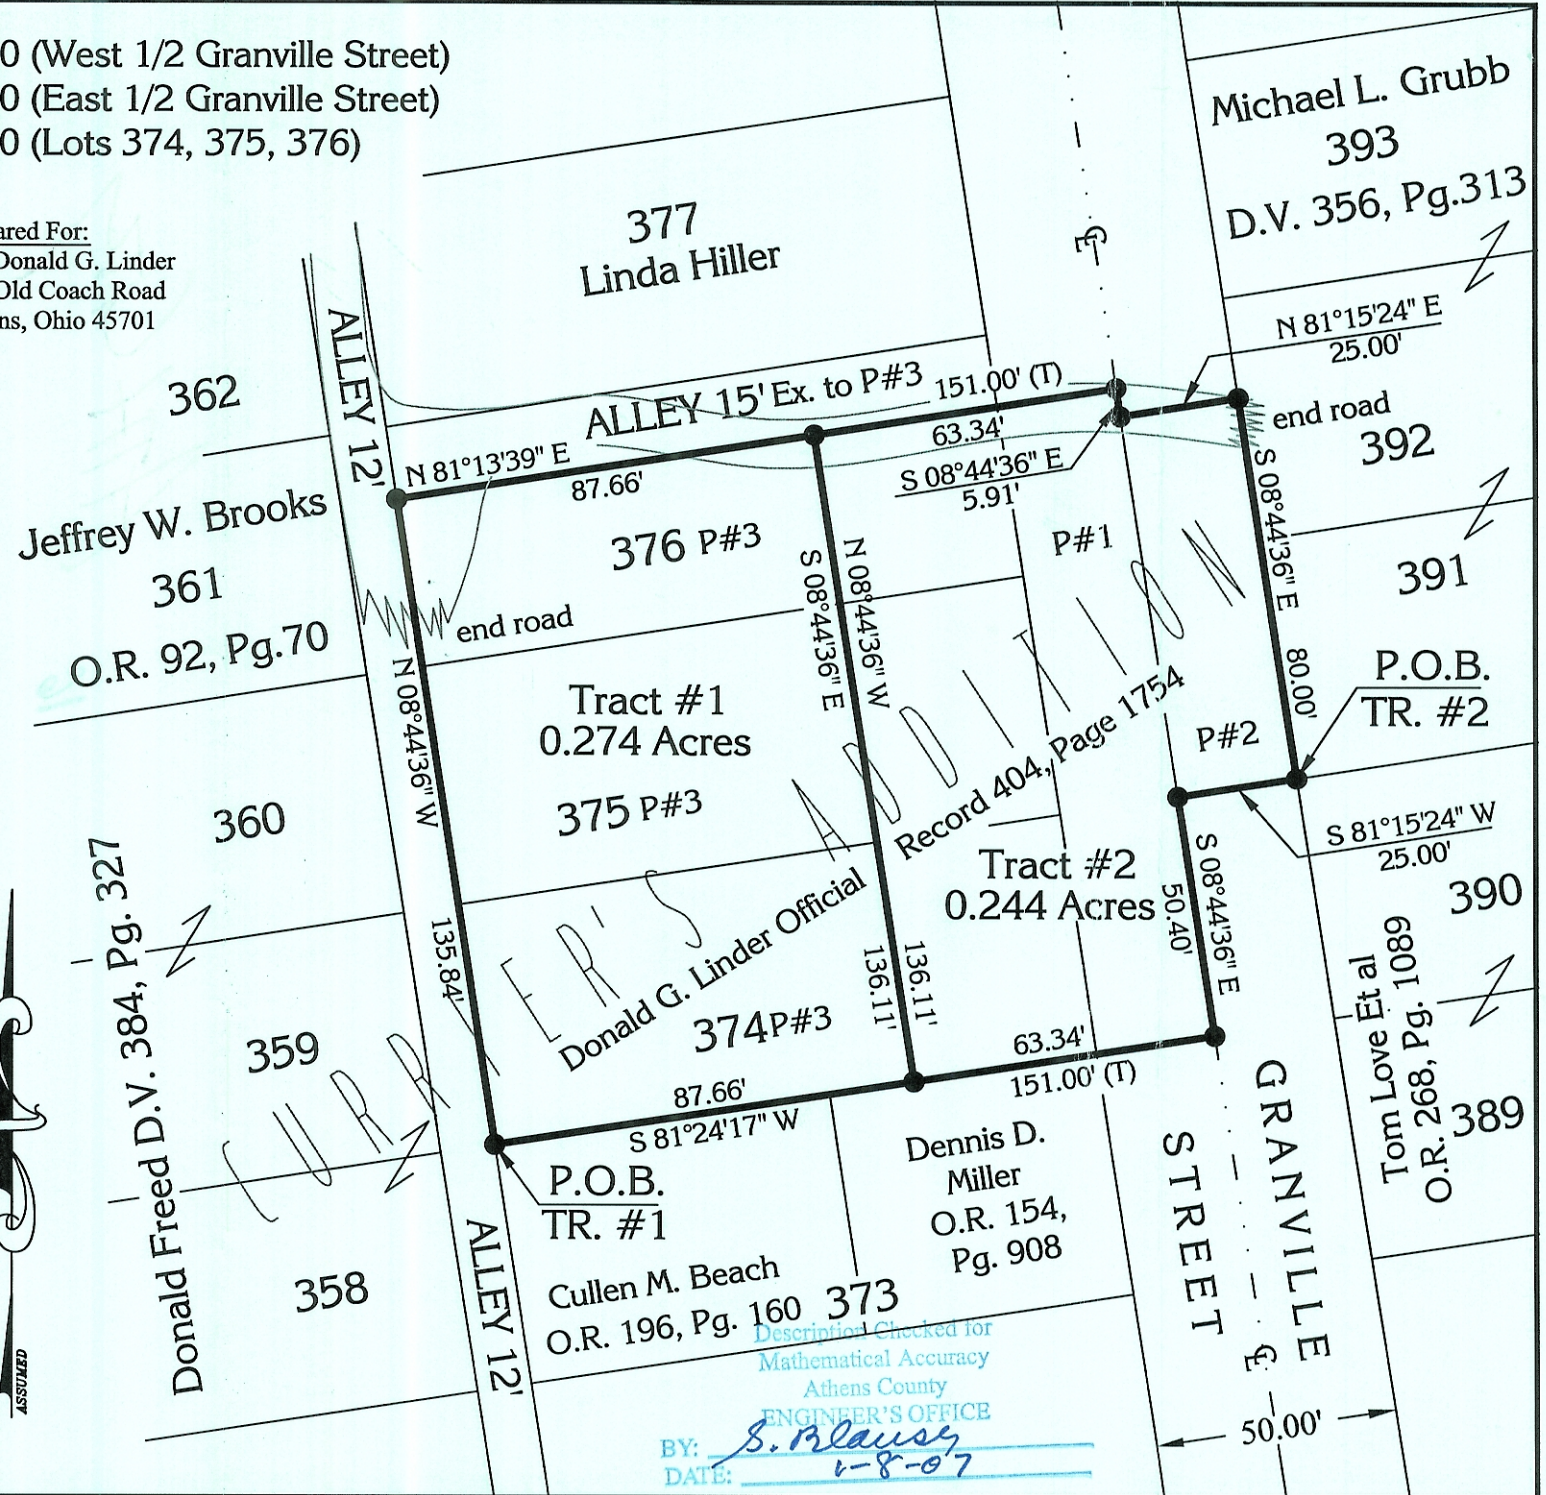 0 (West 1/2 Granville Street)
0 (East 1/2 Granville Street)
0 (Lots 374, 375, 376)
ared For:
Donald G. Linder
Old Coach Road
ns, Ohio 45701
377
Linda Hiller
Michael L. Grubb
393
D.V. 356, Pg.313
N 81°15'24" E
25.00'
ALLEY 12'
362
ALLEY 15' Ex. to P#3
151.00' (T)
63.34'
end road
392
N 81°13'39" E
87.66'
S 08°44'36" E
5.91'
Jeffrey W. Brooks
361
O.R. 92, Pg.70
376 P#3
P#1
end road
S 08°44'36" E
80.00'
391
N 08°44'36" W
135.84'
S 08°44'36" E
136.11'
N 08°44'36" W
136.11'
Tract #1
0.274 Acres
375 P#3
P.O.B.
TR. #2
P#2
S 81°15'24" W
25.00'
360
Donald Freed D.V. 384, Pg. 327
CURRIER'S ADDITION
Donald G. Linder Official Record 404, Page 1754
Tract #2
0.244 Acres
50.40'
S 08°44'36" E
390
Tom Love Et al
O.R. 268, Pg. 1089
359
374 P#3
63.34'
151.00' (T)
87.66'
S 81°24'17" W
389
P.O.B.
TR. #1
Dennis D.
Miller
O.R. 154,
Pg. 908
GRANVILLE
STREET
358
ALLEY 12'
Cullen M. Beach
O.R. 196, Pg. 160
373
50.00'
ASSUMED
Description Checked for
Mathematical Accuracy
Athens County
ENGINEER'S OFFICE
BY: S. Blausey
DATE: 1-8-07